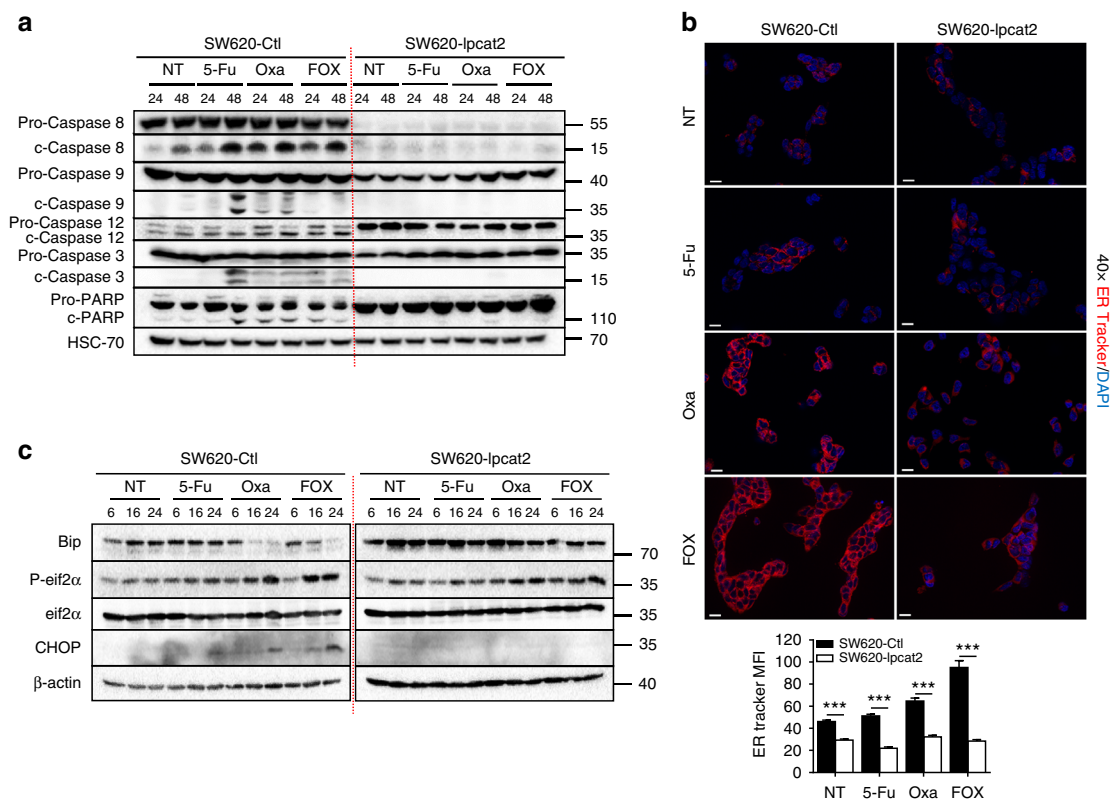 a
SW620-Ctl SW620-lpcat2
NT 5-Fu Oxa FOX NT 5-Fu Oxa FOX
24 48 24 48 24 48 24 48 24 48 24 48 24 48 24 48
Pro-Caspase 8 55
c-Caspase 8 15
Pro-Caspase 9 40
c-Caspase 9 35
Pro-Caspase 12
c-Caspase 12 35
Pro-Caspase 3 35
c-Caspase 3 15
Pro-PARP
c-PARP 110
HSC-70 70
b
SW620-Ctl SW620-lpcat2
NT
5-Fu
Oxa
FOX
40× ER Tracker/DAPI
120
100
80
60
40
20
0
ER tracker MFI
SW620-Ctl
SW620-lpcat2
*** *** *** ***
NT 5-Fu Oxa FOX
c
SW620-Ctl SW620-lpcat2
NT 5-Fu Oxa FOX NT 5-Fu Oxa FOX
6 16 24 6 16 24 6 16 24 6 16 24 6 16 24 6 16 24 6 16 24 6 16 24
Bip 70
P-eif2α 35
eif2α 35
CHOP 35
β-actin 40